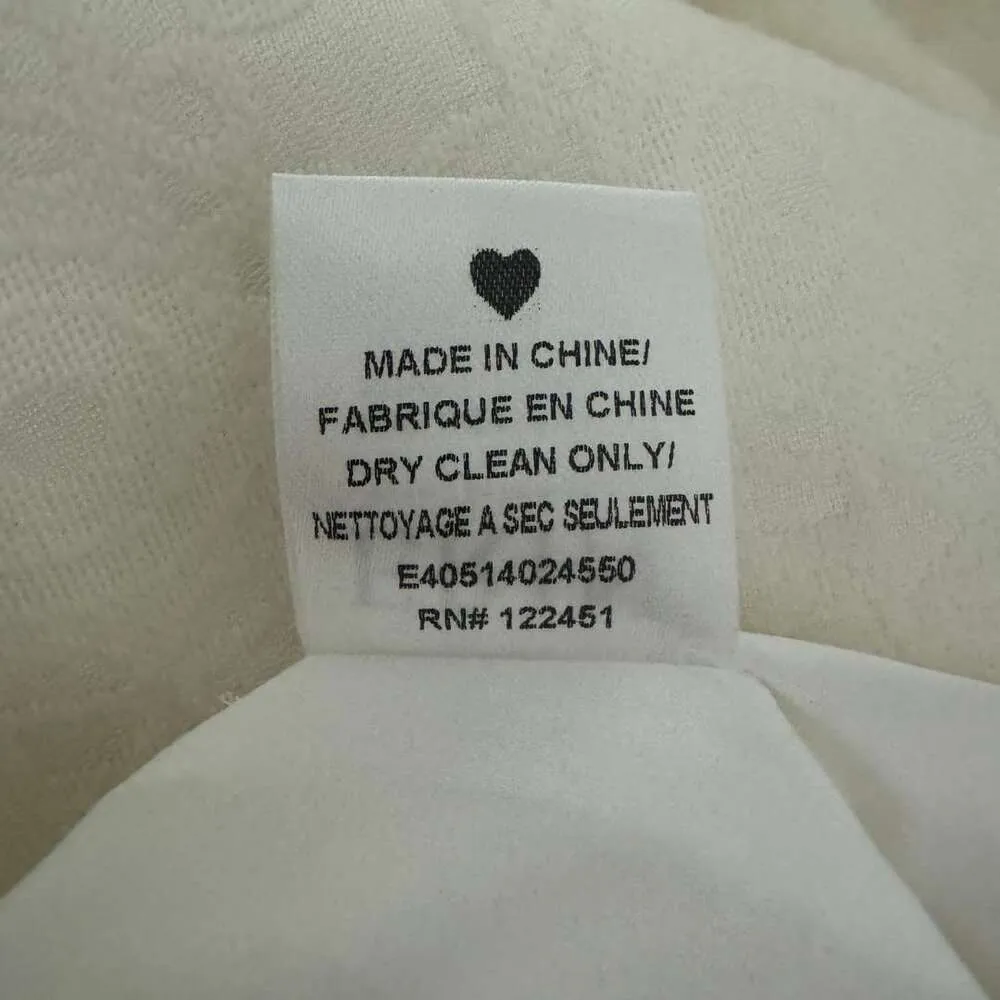 MADE IN CHINE/
FABRIQUE EN CHINE
DRY CLEAN ONLY/
NETTOYAGE A SEC SEULEMENT
E40514024550
RN# 122451